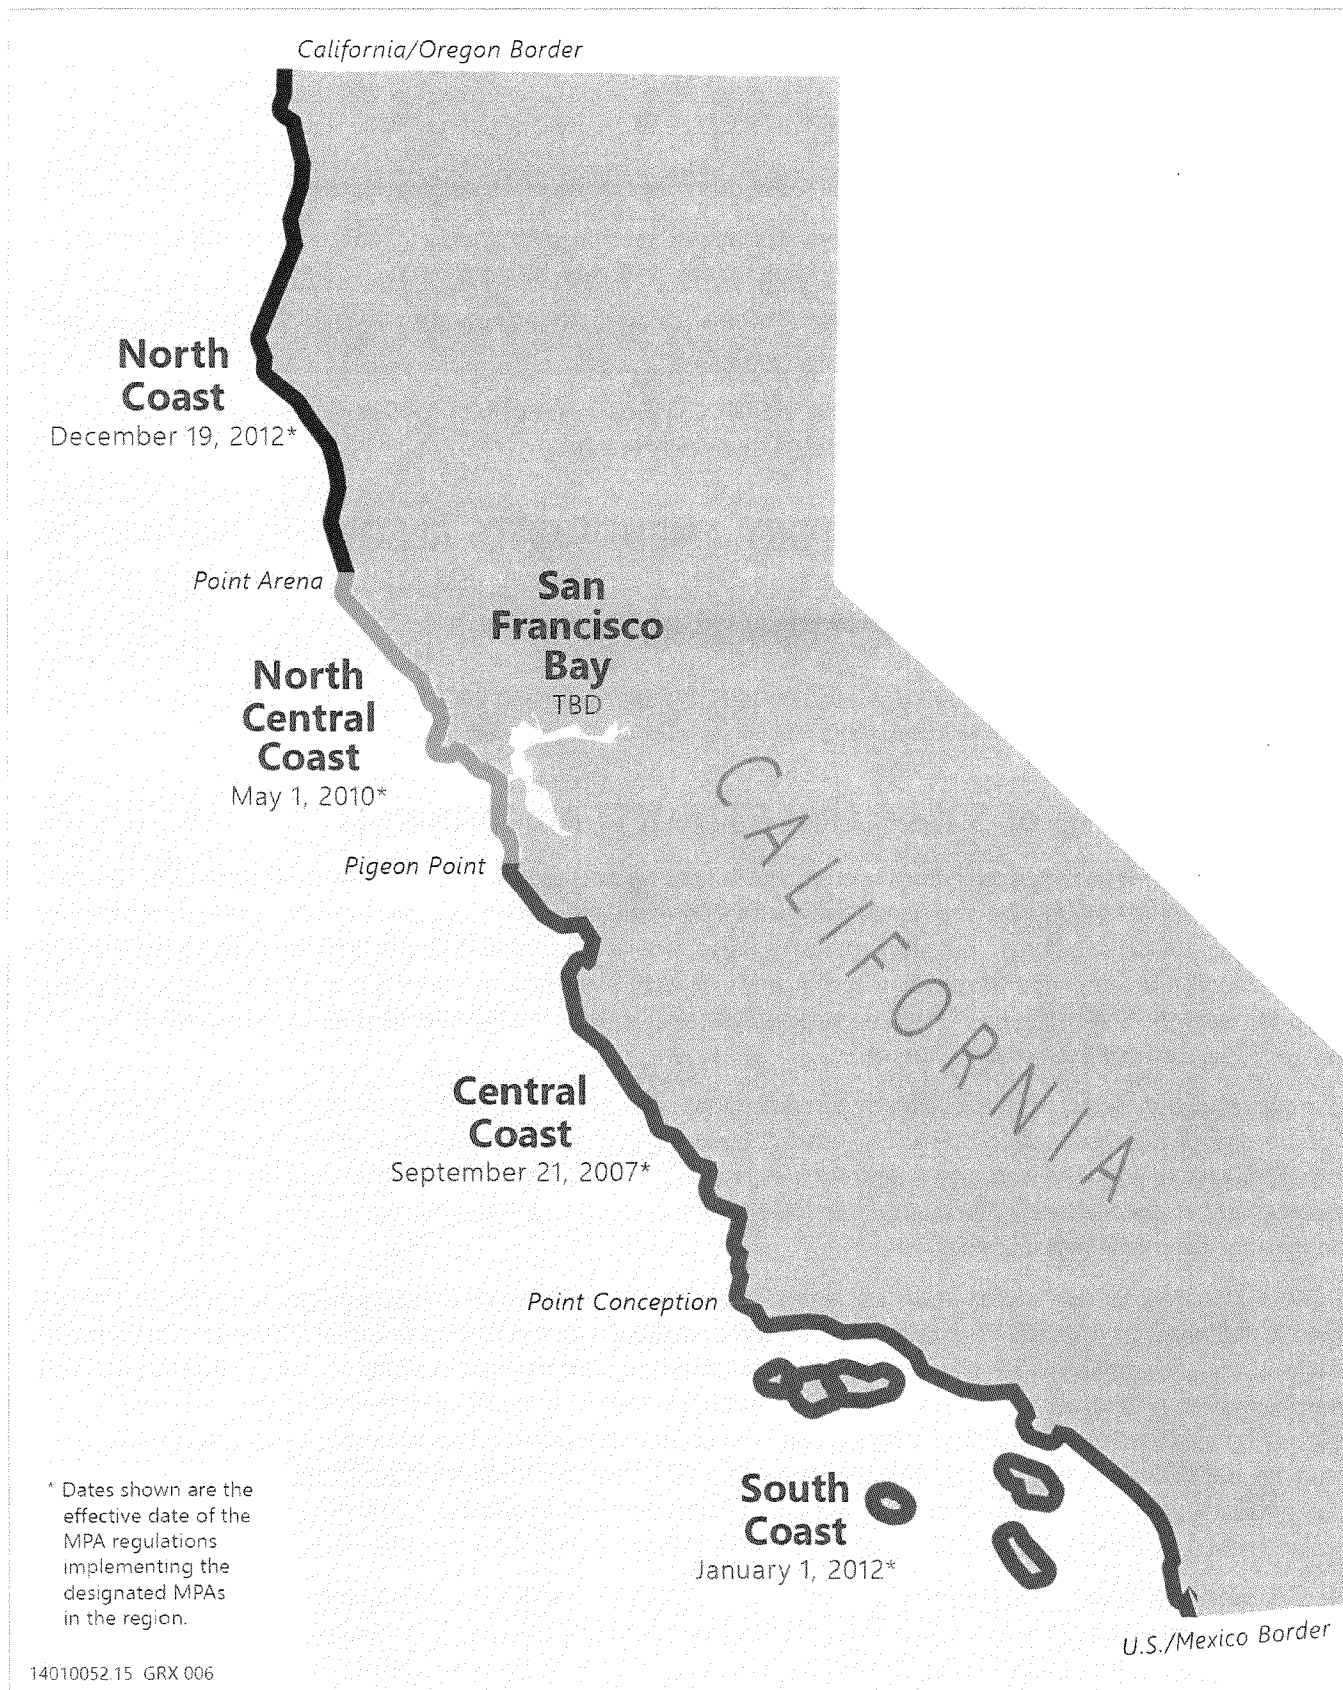 California/Oregon Border
North
Coast
December 19, 2012*
Point Arena
San
Francisco
Bay
TBD
North
Central
Coast
May 1, 2010*
Pigeon Point
CALIFORNIA
Central
Coast
September 21, 2007*
Point Conception
South
Coast
January 1, 2012*
* Dates shown are the
effective date of the
MPA regulations
implementing the
designated MPAs
in the region.
U.S./Mexico Border
14010052.15 GRX 006